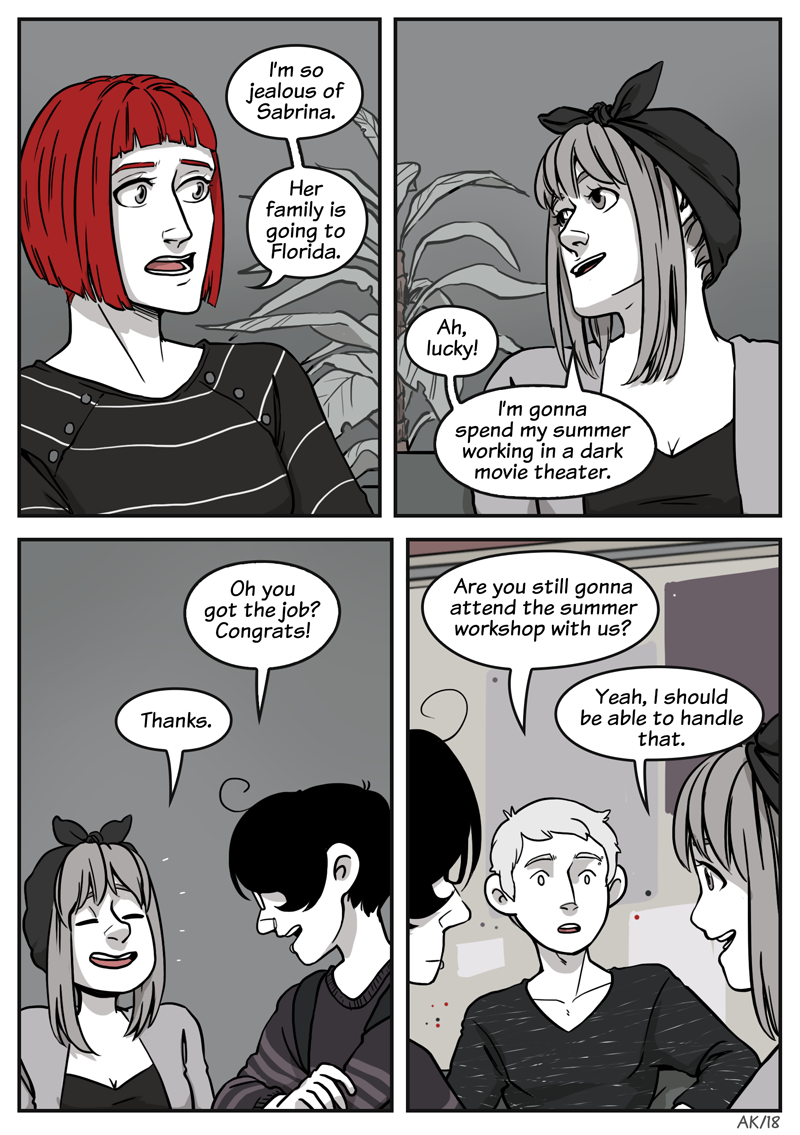 I'm so
jealous of
Sabrina.
Her
family is
going to
Florida.
Ah,
lucky!
I'm gonna
spend my summer
working in a dark
movie theater.
Oh you
got the job?
Congrats!
Thanks.
Are you still gonna
attend the summer
workshop with us?
Yeah, I should
be able to handle
that.
AK/18